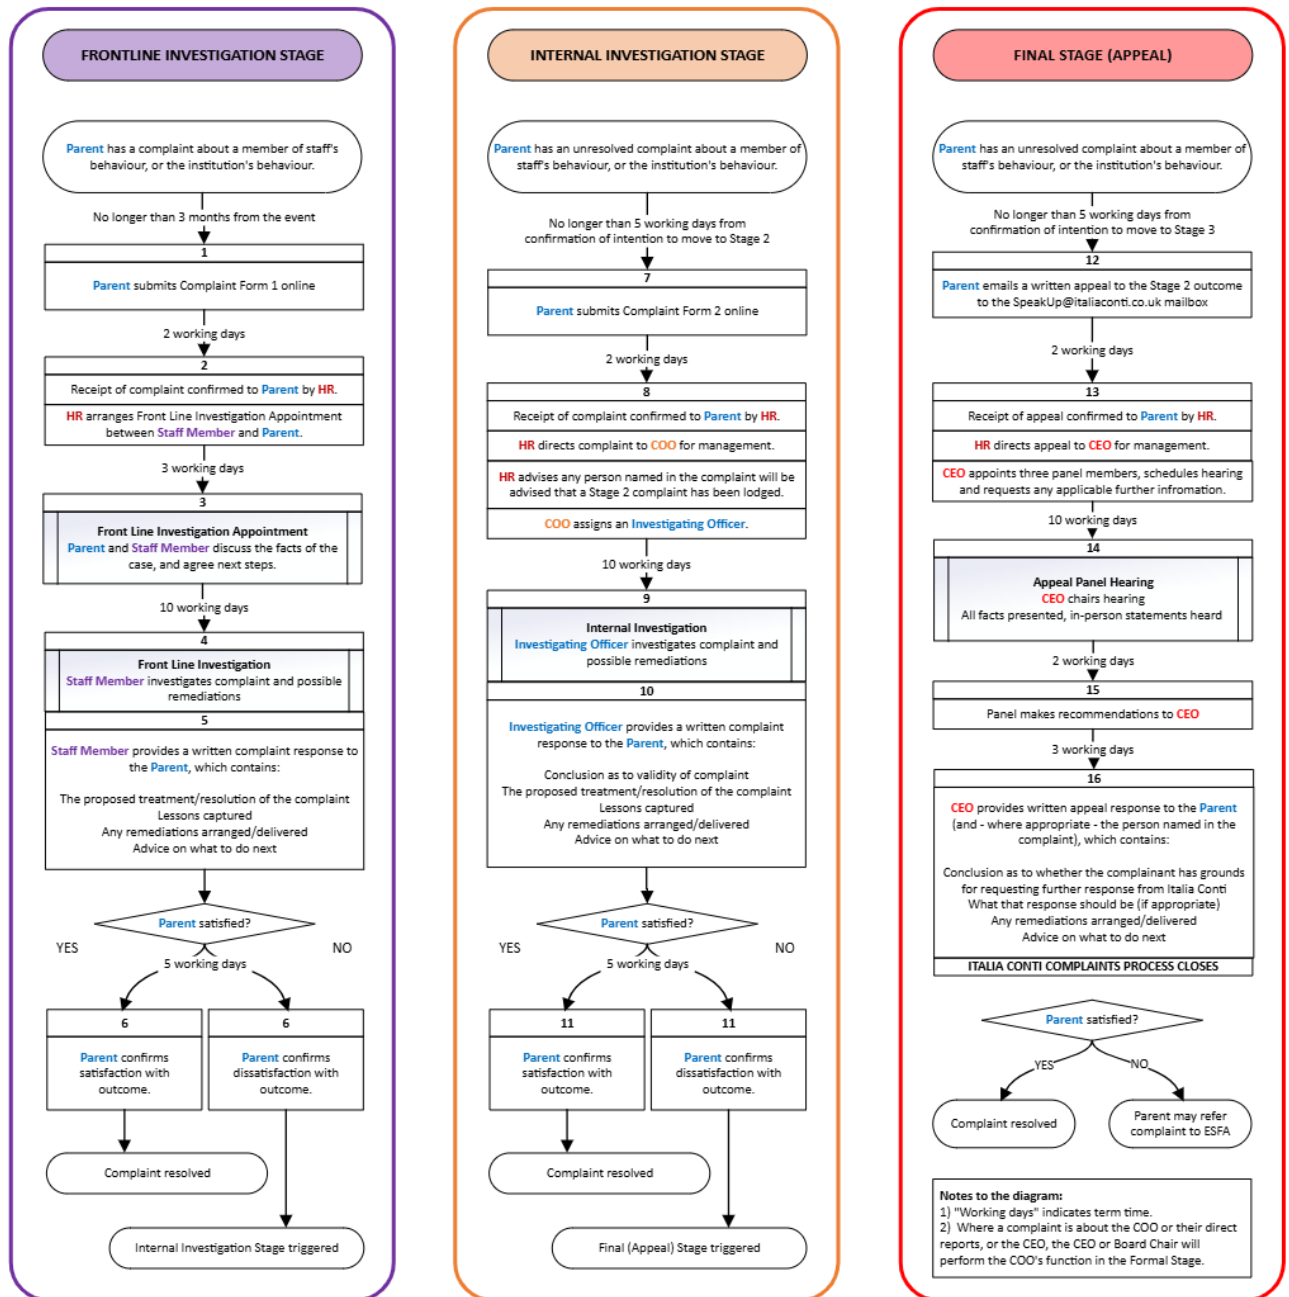 FRONTLINE INVESTIGATION STAGE
Parent has a complaint about a member of staff's
behaviour, or the institution's behaviour.
No longer than 3 months from the event
1
Parent submits Complaint Form 1 online
2 working days
2
Receipt of complaint confirmed to Parent by HR.
HR arranges Front Line Investigation Appointment
between Staff Member and Parent.
3 working days
3
Front Line Investigation Appointment
Parent and Staff Member discuss the facts of the
case, and agree next steps.
10 working days
4
Front Line Investigation
Staff Member investigates complaint and possible
remediations
5
Staff Member provides a written complaint response to
the Parent, which contains:
The proposed treatment/resolution of the complaint
Lessons captured
Any remediations arranged/delivered
Advice on what to do next
Parent satisfied?
YES
NO
5 working days
6
Parent confirms
satisfaction with
outcome.
6
Parent confirms
dissatisfaction with
outcome.
Complaint resolved
Internal Investigation Stage triggered
INTERNAL INVESTIGATION STAGE
Parent has an unresolved complaint about a member of
staff's behaviour, or the institution's behaviour.
No longer than 5 working days from
confirmation of intention to move to Stage 2
7
Parent submits Complaint Form 2 online
2 working days
8
Receipt of complaint confirmed to Parent by HR.
HR directs complaint to COO for management.
HR advises any person named in the complaint will be
advised that a Stage 2 complaint has been lodged.
COO assigns an Investigating Officer.
10 working days
9
Internal Investigation
Investigating Officer investigates complaint and
possible remediations
10
Investigating Officer provides a written complaint
response to the Parent, which contains:
Conclusion as to validity of complaint
The proposed treatment/resolution of the complaint
Lessons captured
Any remediations arranged/delivered
Advice on what to do next
Parent satisfied?
YES
NO
5 working days
11
Parent confirms
satisfaction with
outcome.
11
Parent confirms
dissatisfaction with
outcome.
Complaint resolved
Final (Appeal) Stage triggered
FINAL STAGE (APPEAL)
Parent has an unresolved complaint about a member of
staff's behaviour, or the institution's behaviour.
No longer than 5 working days from
confirmation of intention to move to Stage 3
12
Parent emails a written appeal to the Stage 2 outcome
to the SpeakUp@italiaconti.co.uk mailbox
2 working days
13
Receipt of appeal confirmed to Parent by HR.
HR directs appeal to CEO for management.
CEO appoints three panel members, schedules hearing
and requests any applicable further infromation.
10 working days
14
Appeal Panel Hearing
CEO chairs hearing
All facts presented, in-person statements heard
2 working days
15
Panel makes recommendations to CEO
3 working days
16
CEO provides written appeal response to the Parent
(and - where appropriate - the person named in the
complaint), which contains:
Conclusion as to whether the complainant has grounds
for requesting further response from Italia Conti
What that response should be (if appropriate)
Any remediations arranged/delivered
Advice on what to do next
ITALIA CONTI COMPLAINTS PROCESS CLOSES
Parent satisfied?
YES
NO
Complaint resolved
Parent may refer
complaint to ESFA
Notes to the diagram:
1) "Working days" indicates term time.
2) Where a complaint is about the COO or their direct
reports, or the CEO, the CEO or Board Chair will
perform the COO's function in the Formal Stage.